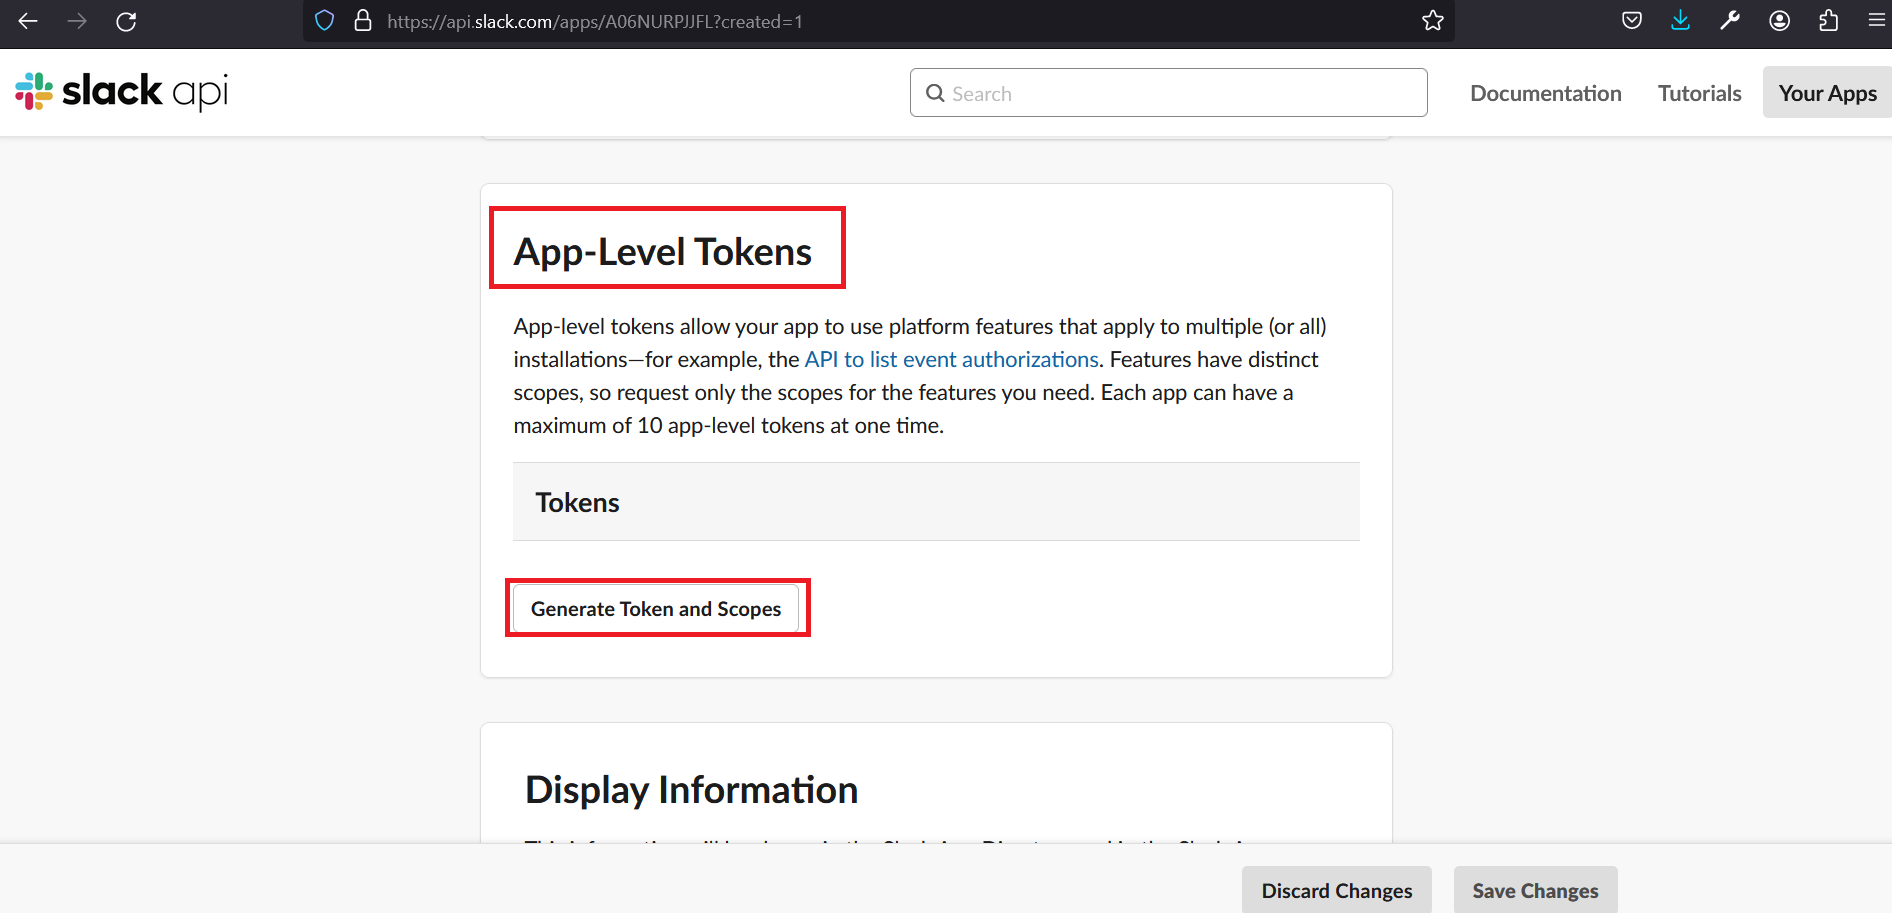 https://api.slack.com/apps/A06NURPJJFL?created=1
slack api
Search
Documentation
Tutorials
Your Apps
App-Level Tokens
App-level tokens allow your app to use platform features that apply to multiple (or all)
installations—for example, the API to list event authorizations. Features have distinct
scopes, so request only the scopes for the features you need. Each app can have a
maximum of 10 app-level tokens at one time.
Tokens
Generate Token and Scopes
Display Information
Discard Changes
Save Changes